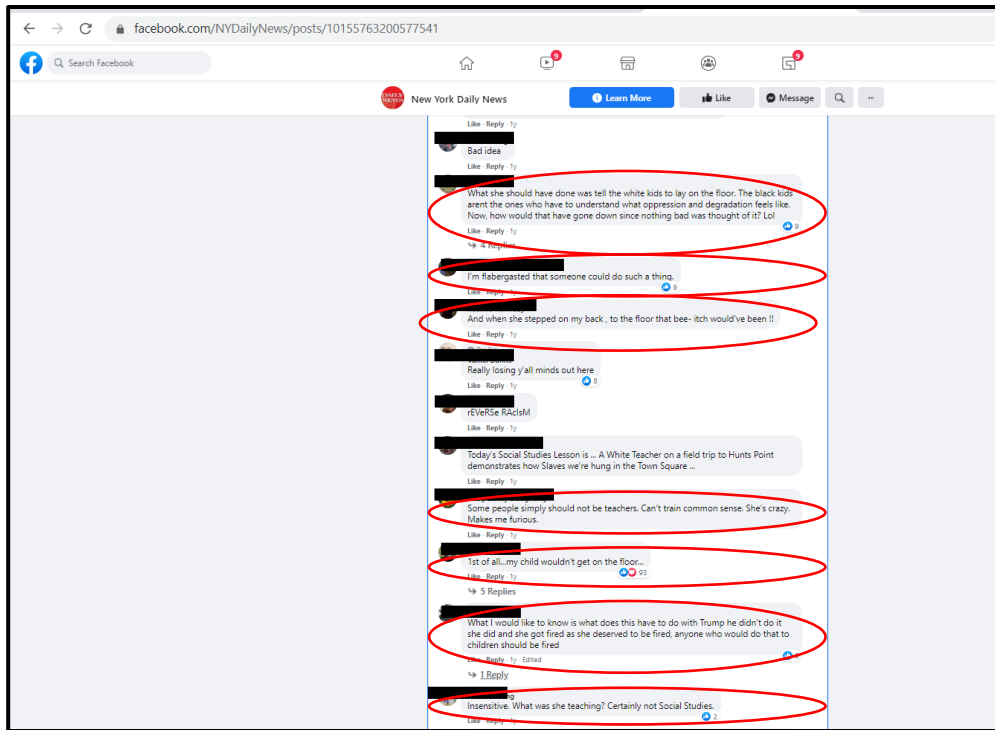 facebook.com/NYDailyNews/posts/10155763200577541
Search Facebook
9
9
DAILY NEWS
New York Daily News
Learn More
Like
Message
Like · Reply · 1y
Bad idea
Like · Reply · 1y
What she should have done was tell the white kids to lay on the floor. The black kids
arent the ones who have to understand what oppression and degradation feels like.
Now, how would that have gone down since nothing bad was thought of it? Lol
9
Like · Reply · 1y
4 Replies
I'm flabergasted that someone could do such a thing.
9
Like · Reply · 1y
And when she stepped on my back , to the floor that bee- itch would've been !!
Like · Reply · 1y
Really losing y'all minds out here
8
Like · Reply · 1y
rEVeRSe RAcIsM
Like · Reply · 1y
Today's Social Studies Lesson is ... A White Teacher on a field trip to Hunts Point
demonstrates how Slaves we're hung in the Town Square ...
Like · Reply · 1y
Some people simply should not be teachers. Can't train common sense. She's crazy.
Makes me furious.
Like · Reply · 1y
1st of all...my child wouldn't get on the floor...
93
Like · Reply · 1y
5 Replies
What I would like to know is what does this have to do with Trump he didn't do it
she did and she got fired as she deserved to be fired, anyone who would do that to
children should be fired
Like · Reply · 1y · Edited
1 Reply
Insensitive. What was she teaching? Certainly not Social Studies.
2
Like · Reply · 1y